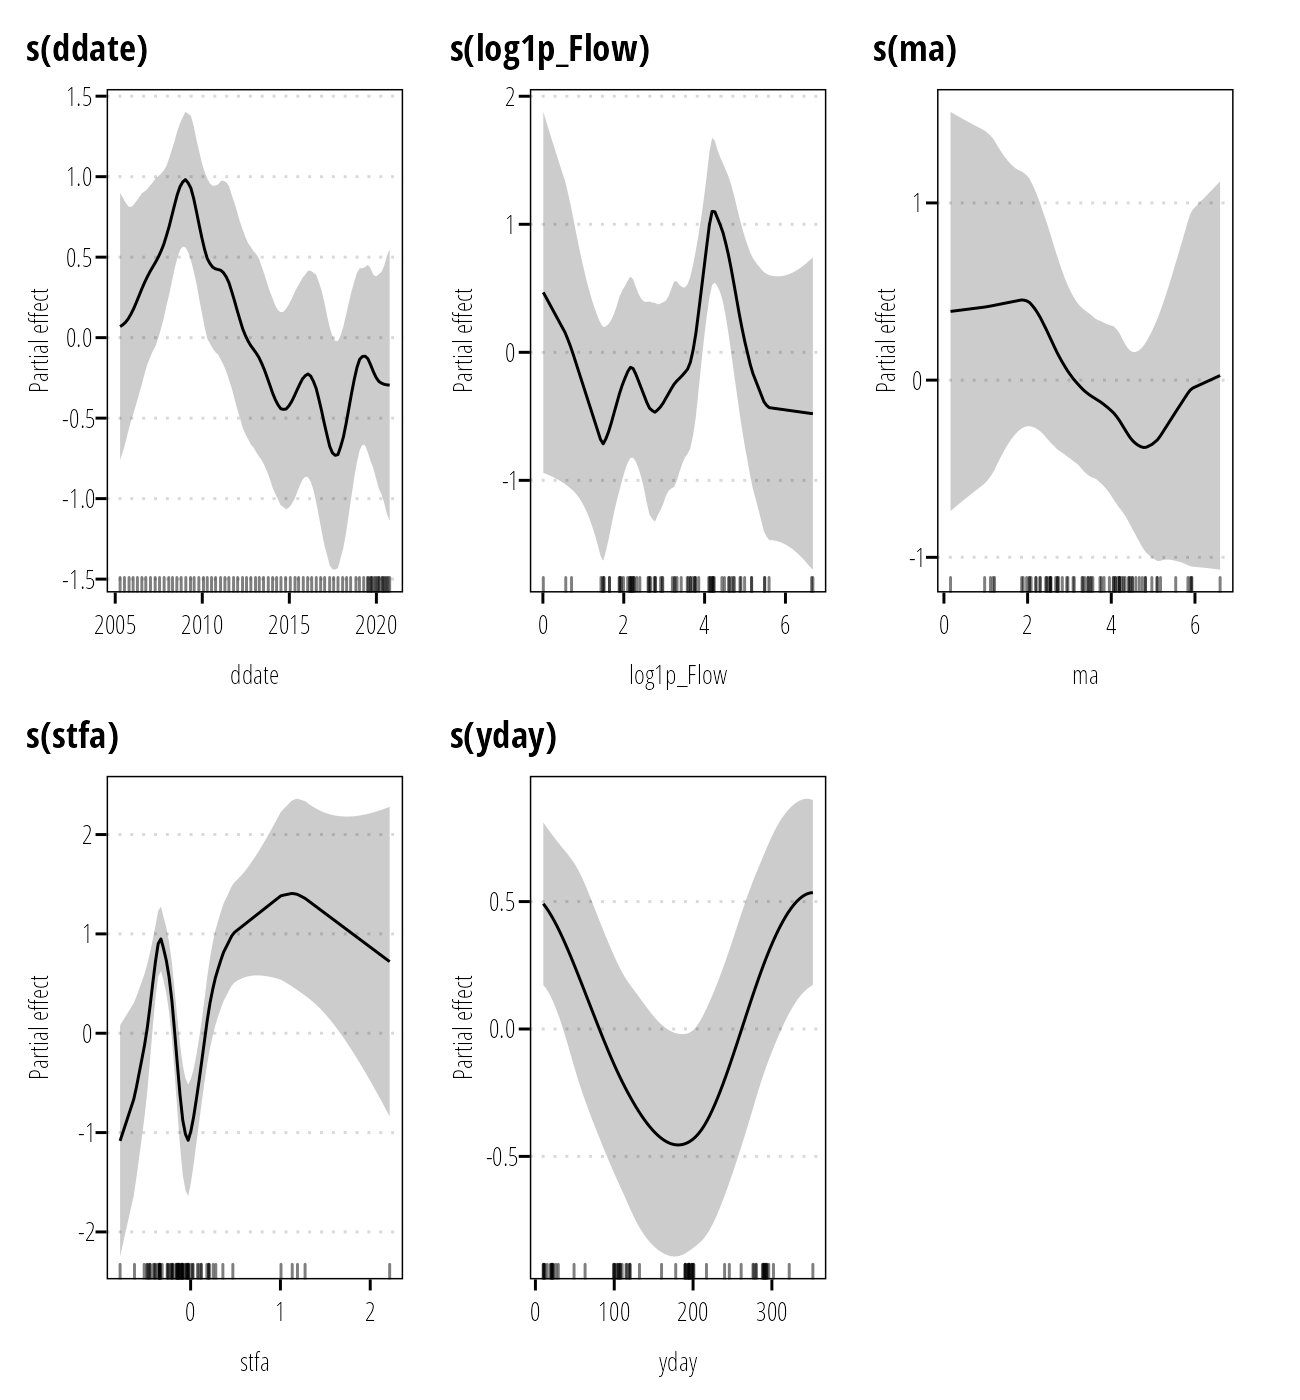 s(ddate) s(log1p_Flow) s(ma)
1.5
1.0
0.5
0.0
-0.5
-1.0
-1.5
Partial effect
2005 2010 2015 2020
ddate
2
1
0
-1
Partial effect
0 2 4 6
log1p_Flow
1
0
-1
Partial effect
0 2 4 6
ma
s(stfa) s(yday)
2
1
0
-1
-2
Partial effect
0 1 2
stfa
0.5
0.0
-0.5
Partial effect
0 100 200 300
yday